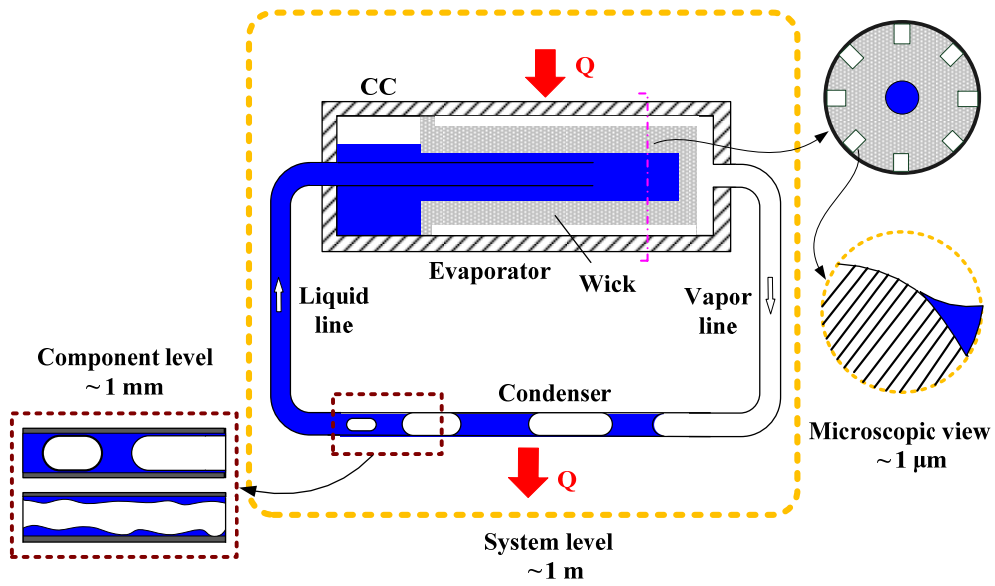 Q
CC
Evaporator
Wick
Liquid
line
Vapor
line
Component level
~ 1 mm
Condenser
Microscopic view
~ 1 μm
Q
System level
~ 1 m